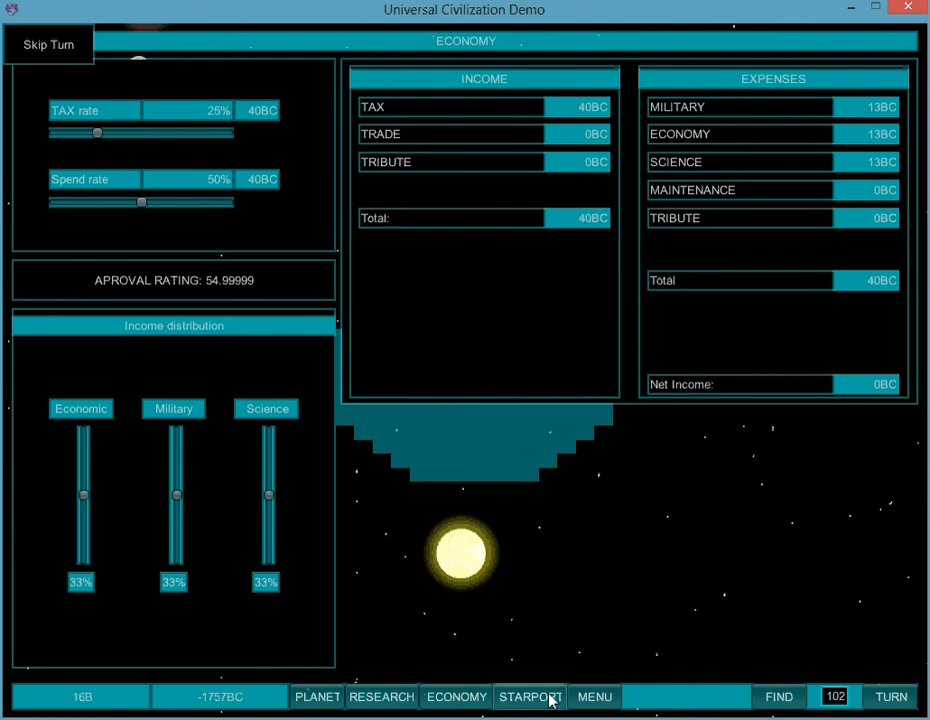 Universal Civilization Demo
Skip Turn
ECONOMY
TAX rate 25% 40BC
Spend rate 50% 40BC
APROVAL RATING: 54.99999
Income distribution
Economic Military Science
33% 33% 33%
INCOME
TAX 40BC
TRADE 0BC
TRIBUTE 0BC
Total: 40BC
EXPENSES
MILITARY 13BC
ECONOMY 13BC
SCIENCE 13BC
MAINTENANCE 0BC
TRIBUTE 0BC
Total 40BC
Net Income: 0BC
16B -1757BC PLANET RESEARCH ECONOMY STARPORT MENU FIND 102 TURN